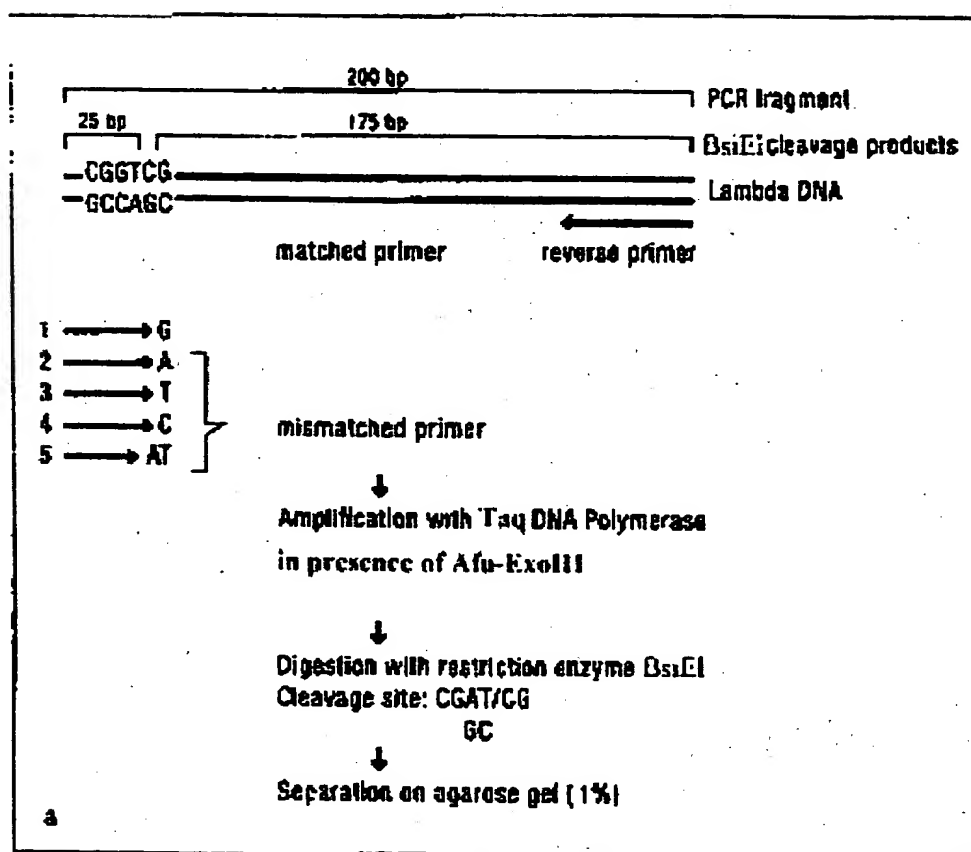 200 bp
PCR fragment
25 bp 175 bp
BsiEi cleavage products
CGGTCG
GCCAGC
Lambda DNA
matched primer reverse primer
1 G
2 A
3 T
4 C
5 AT
mismatched primer
Amplification with Taq DNA Polymerase
in presence of Afu-ExoIII
Digestion with restriction enzyme BsiEI
Cleavage site: CGAT/CG
GC
Separation on agarose gel (1%)
a